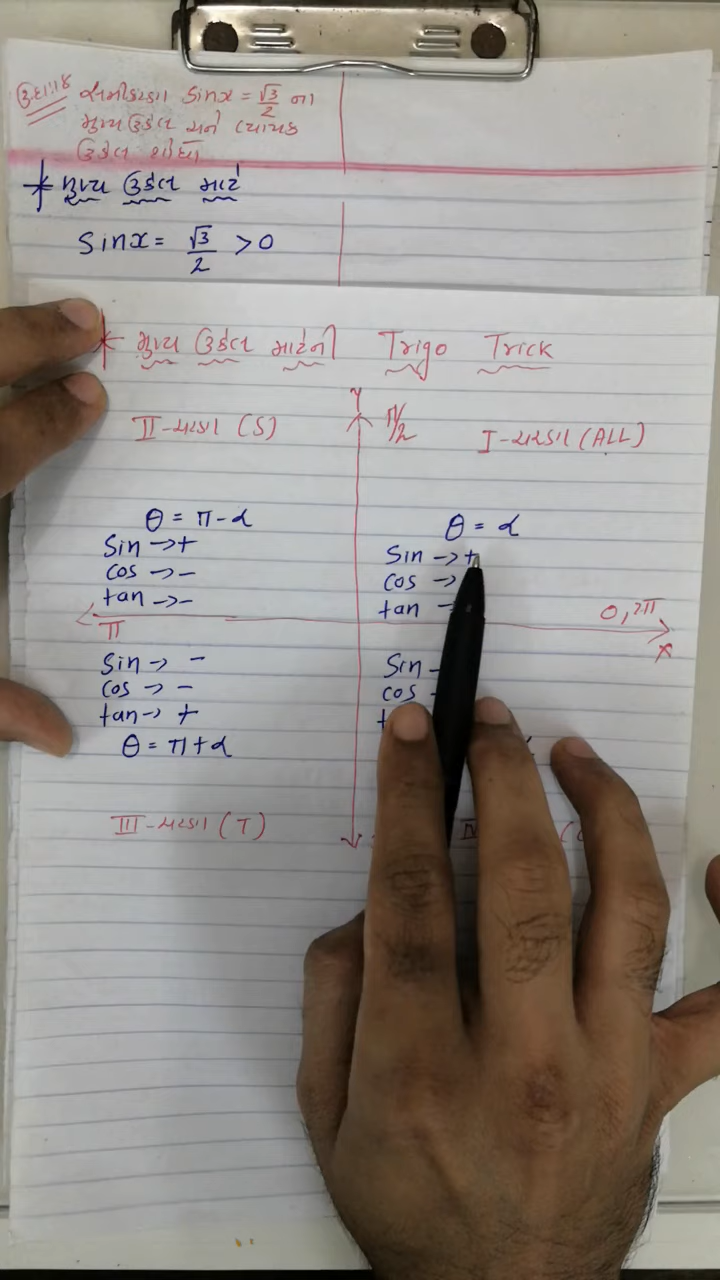 ઉદા:18 સમીકરણ Sinx = √3/2 ના
મુખ્ય ઉકેલ અને વ્યાપક
ઉકેલ શોધો
* મુખ્ય ઉકેલ માટે
Sinx = √3/2 > 0
* મુખ્ય ઉકેલ માટેની Trigo Trick
Y
π/2
II-ચરણ (S)
I-ચરણ (ALL)
θ = π-α
Sin → +
cos → -
tan → -
θ = α
Sin → +
cos →
tan
π
0, 2π
X
Sin → -
cos → -
tan → +
θ = π+α
Sin
cos
III-ચરણ (T)